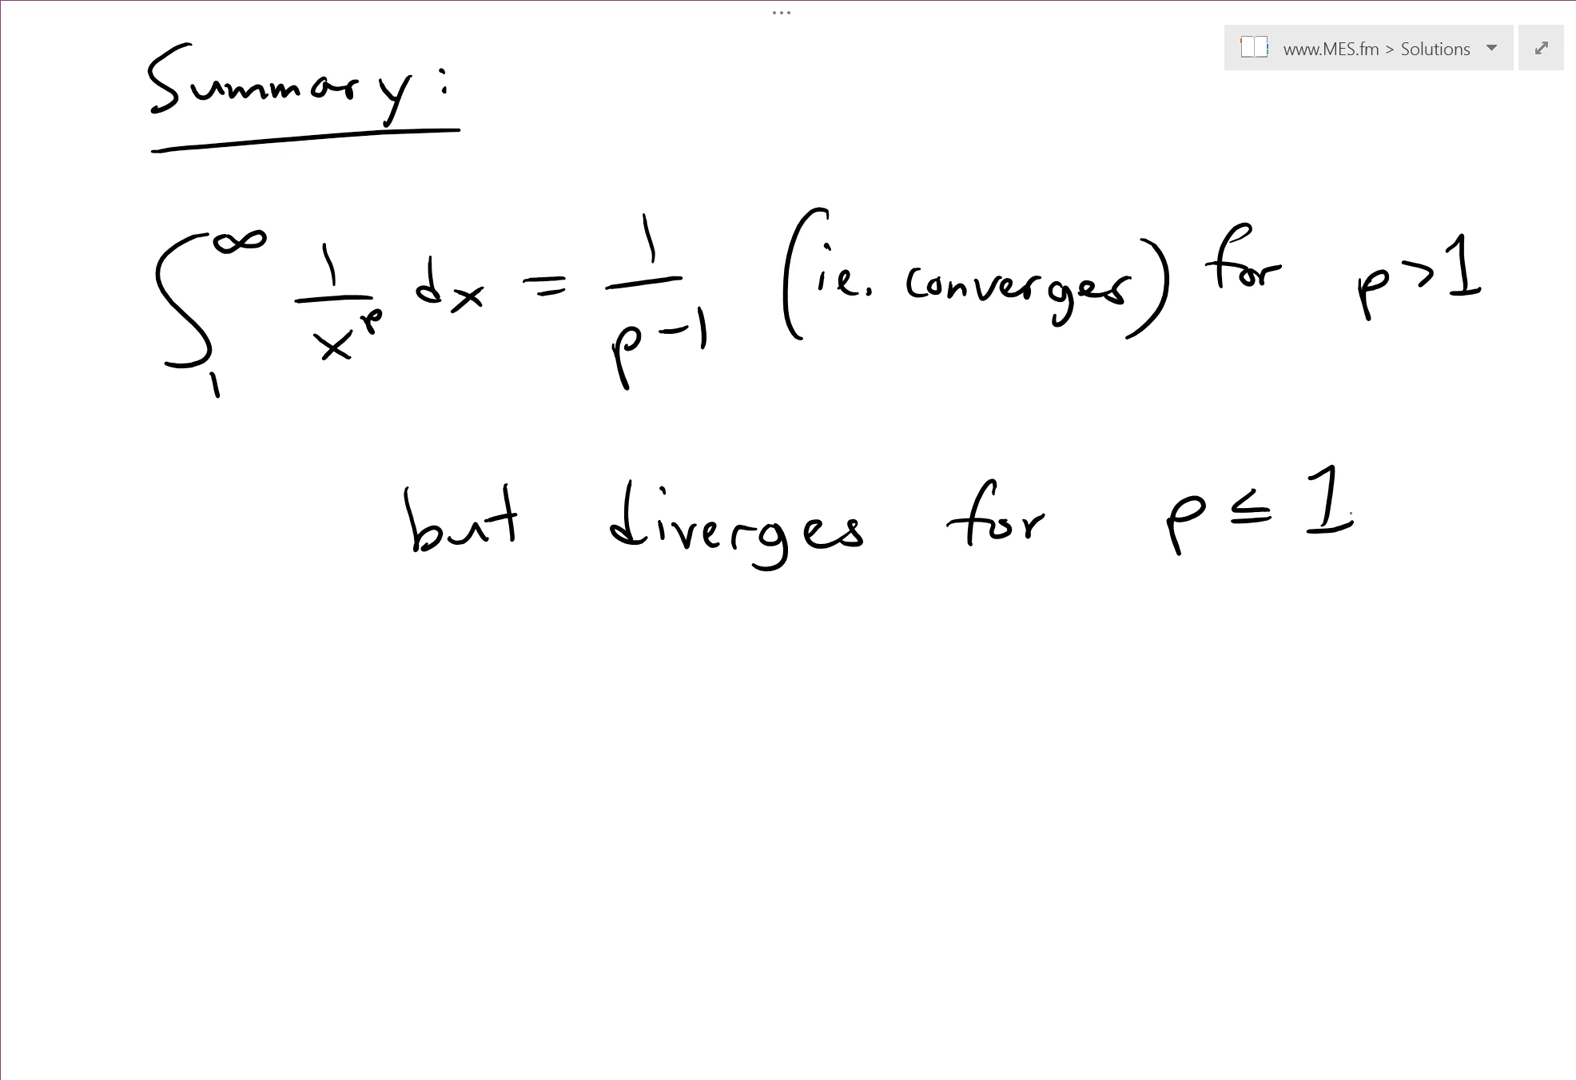 www.MES.fm > Solutions
Summary:
∫₁^∞ 1/x^p dx = 1/(p-1) (ie. converges) for p>1
but diverges for p ≤ 1